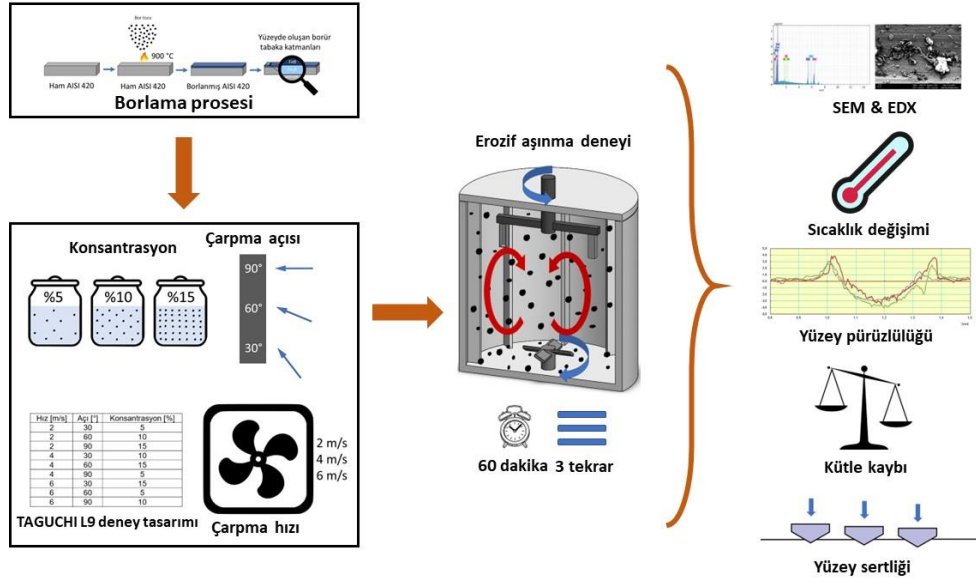 Bor tozu
900 °C
Yüzeyde oluşan borür
tabaka katmanları
Ham AISI 420
Ham AISI 420
Borlanmış AISI 420
Borlama prosesi
Konsantrasyon
%5
%10
%15
Çarpma açısı
90°
60°
30°
Hız [m/s] Açı [°] Konsantrasyon [%]
2 30 5
2 60 10
2 90 15
4 30 10
4 60 15
4 90 5
6 30 15
6 60 5
6 90 10
TAGUCHI L9 deney tasarımı
2 m/s
4 m/s
6 m/s
Çarpma hızı
Erozif aşınma deneyi
60 dakika
3 tekrar
SEM & EDX
Sıcaklık değişimi
Yüzey pürüzlülüğü
Kütle kaybı
Yüzey sertliği